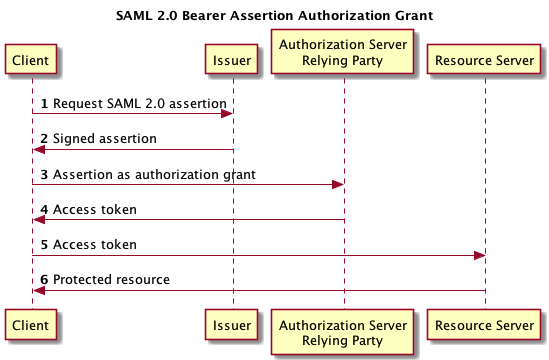 SAML 2.0 Bearer Assertion Authorization Grant
Client
Issuer
Authorization Server
Relying Party
Resource Server
1 Request SAML 2.0 assertion
2 Signed assertion
3 Assertion as authorization grant
4 Access token
5 Access token
6 Protected resource
Client
Issuer
Authorization Server
Relying Party
Resource Server